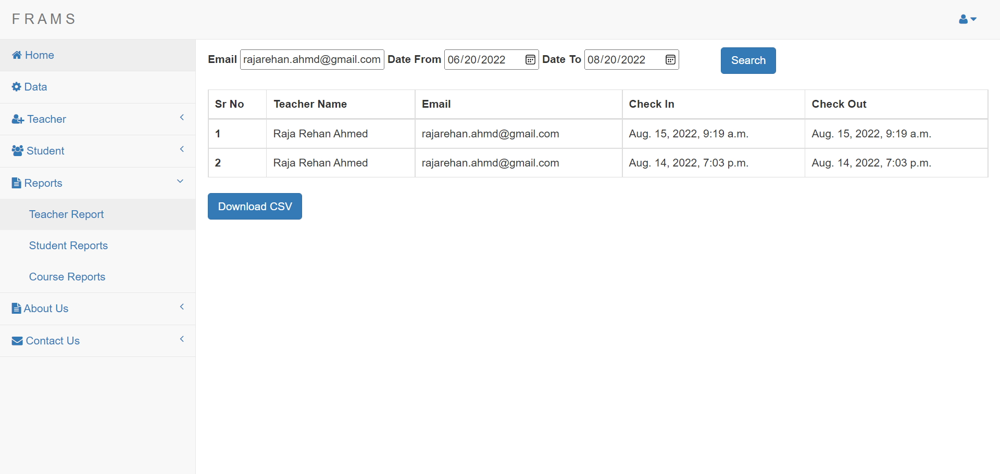 F R A M S
Home
Data
Teacher
Student
Reports
Teacher Report
Student Reports
Course Reports
About Us
Contact Us
Email rajarehan.ahmd@gmail.com Date From 06/20/2022 Date To 08/20/2022 Search
Sr No Teacher Name Email Check In Check Out
1 Raja Rehan Ahmed rajarehan.ahmd@gmail.com Aug. 15, 2022, 9:19 a.m. Aug. 15, 2022, 9:19 a.m.
2 Raja Rehan Ahmed rajarehan.ahmd@gmail.com Aug. 14, 2022, 7:03 p.m. Aug. 14, 2022, 7:03 p.m.
Download CSV